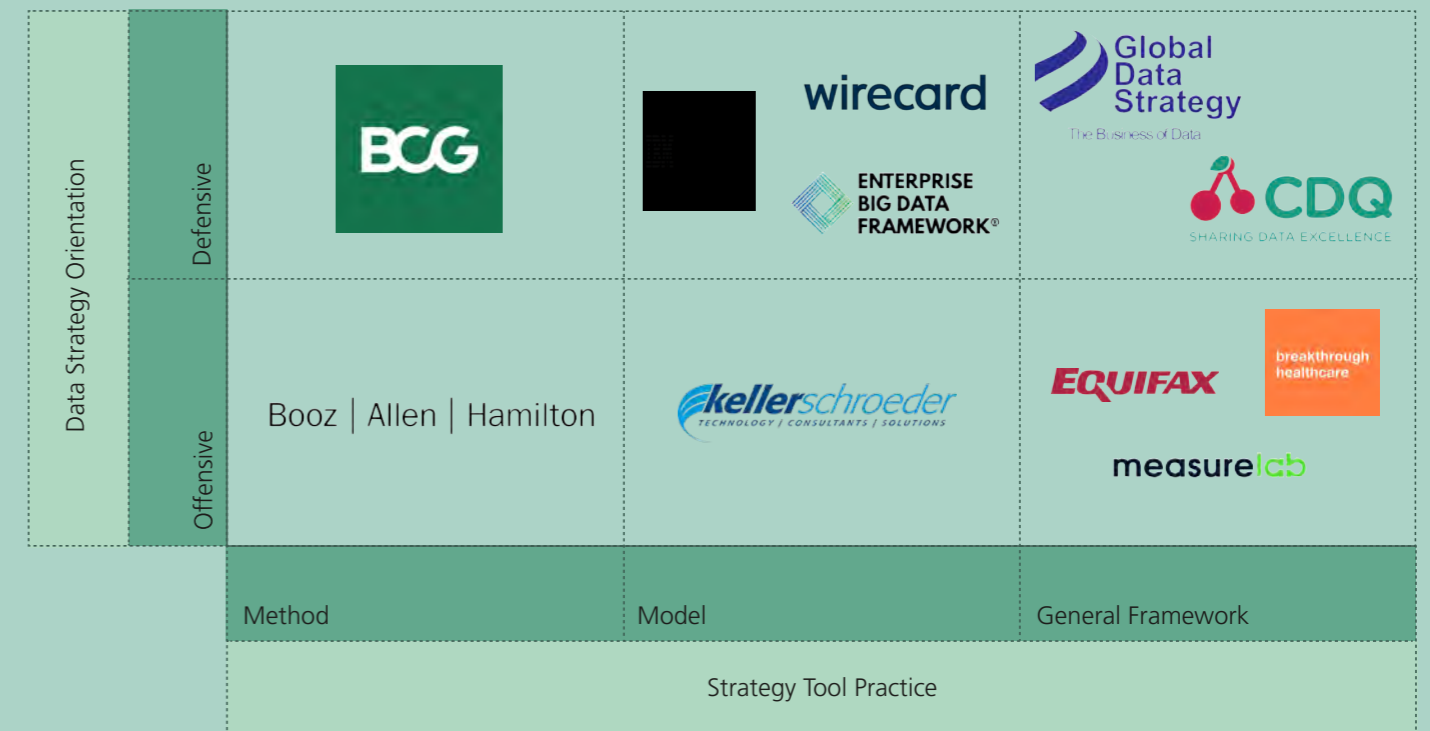 Data Strategy Orientation
Defensive
BCG
wirecard
ENTERPRISE
BIG DATA
FRAMEWORK®
Global
Data
Strategy
The Business of Data
CDQ
SHARING DATA EXCELLENCE
Offensive
Booz | Allen | Hamilton
kellerschroeder
TECHNOLOGY / CONSULTANTS / SOLUTIONS
EQUIFAX
breakthrough
healthcare
measurelab
Method
Model
General Framework
Strategy Tool Practice